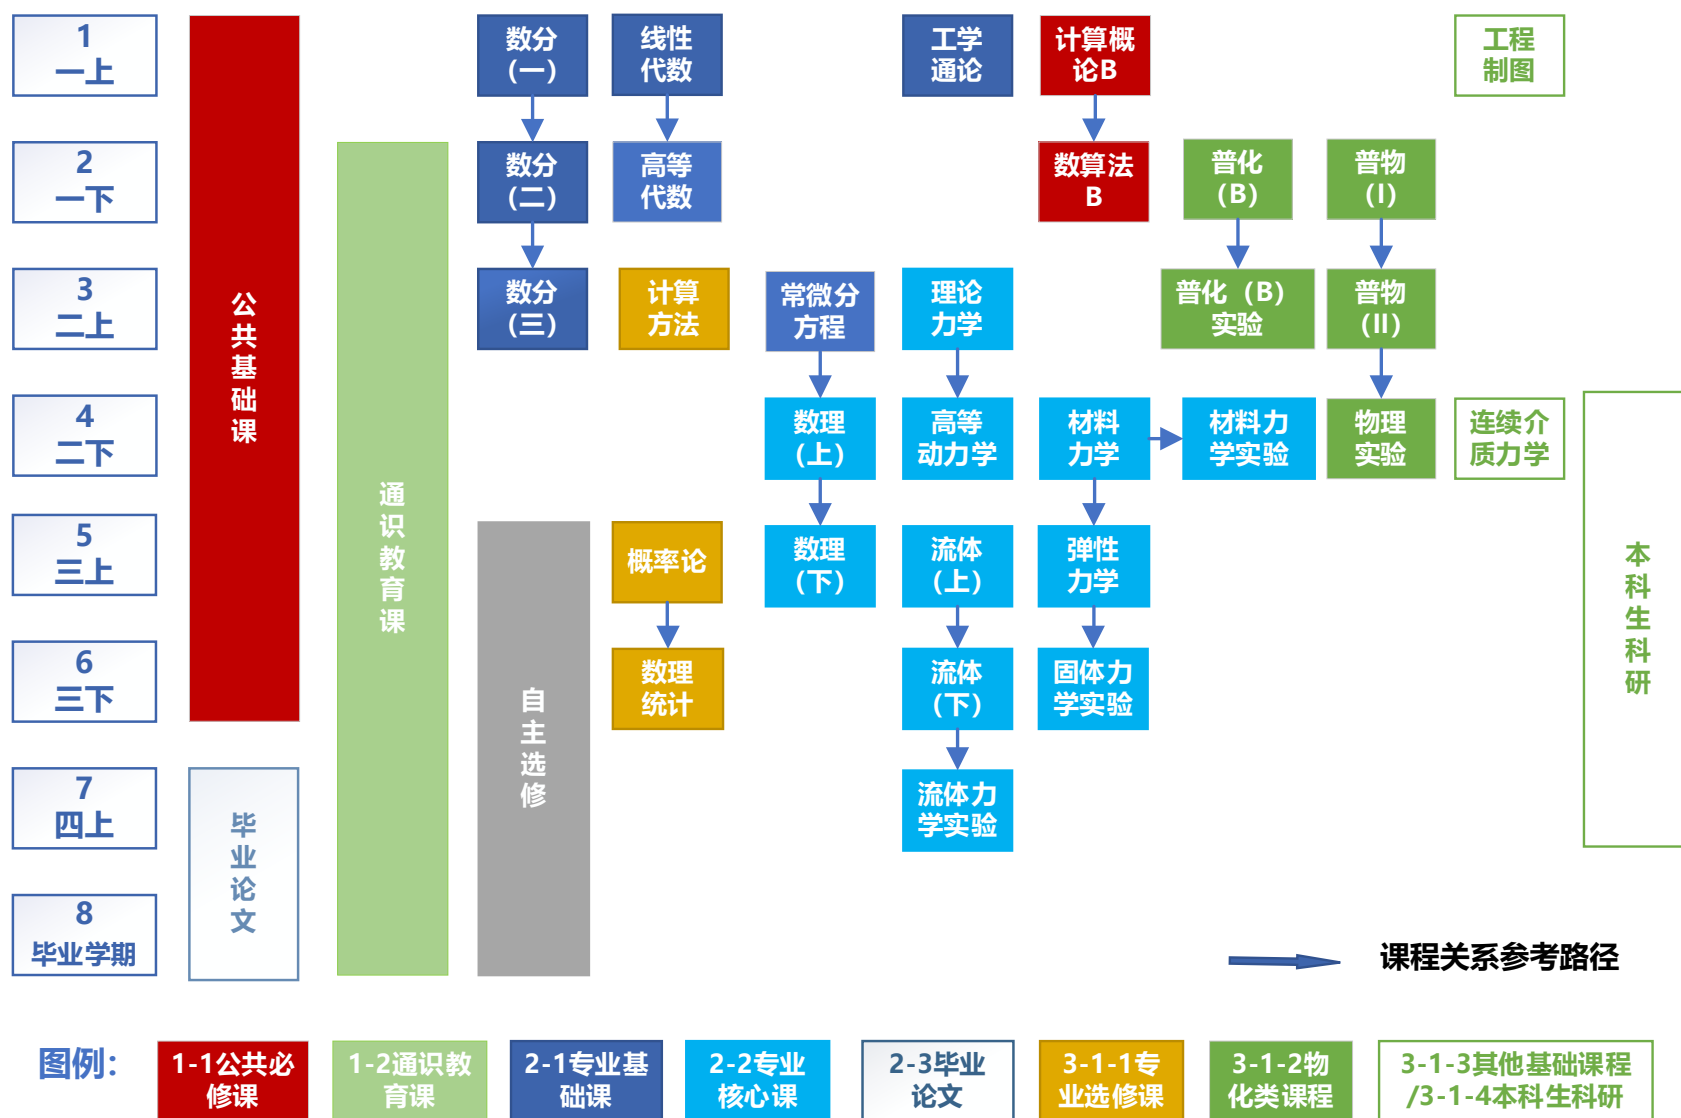 1
一上
数分
（一）
线性
代数
工学
通论
计算概
论B
工程
制图
2
一下
数分
（二）
高等
代数
数算法
B
普化
（B）
普物
（I）
3
二上
数分
（三）
计算
方法
常微分
方程
理论
力学
普化（B）
实验
普物
（II）
公
共
基
础
课
4
二下
数理
（上）
高等
动力学
材料
力学
材料力
学实验
物理
实验
连续介
质力学
通
识
教
育
课
5
三上
概率论
数理
（下）
流体
（上）
弹性
力学
本
科
生
科
研
6
三下
数理
统计
流体
（下）
固体力
学实验
自
主
选
修
7
四上
流体力
学实验
毕
业
论
文
8
毕业学期
课程关系参考路径
图例：
1-1公共必
修课
1-2通识教
育课
2-1专业基
础课
2-2专业
核心课
2-3毕业
论文
3-1-1专
业选修课
3-1-2物
化类课程
3-1-3其他基础课程
/3-1-4本科生科研